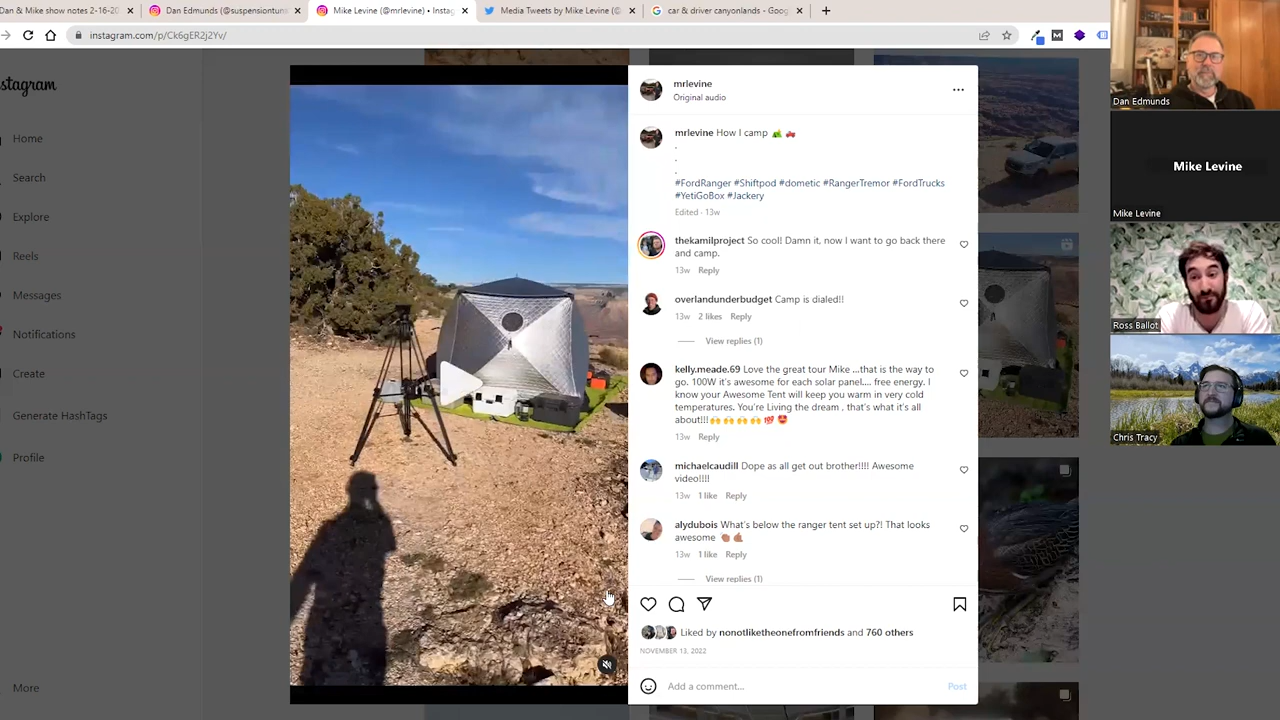 Dan & Mike show notes 2-16-20
Dan Edmunds (@suspensiontun
Mike Levine (@mrlevine) • Instag
Media Tweets by Mike Levine (@
car & driver canyonlands - Goog
instagram.com/p/Ck6gER2j2Yv/
nstagram
Home
Search
Explore
Reels
Messages
Notifications
Create
Generate HashTags
Profile
More
mrlevine
Original audio
mrlevine How I camp 🏕️ 🛻
.
.
.
#FordRanger #Shiftpod #dometic #RangerTremor #FordTrucks
#YetiGoBox #Jackery
Edited · 13w
thekamilproject So cool! Damn it, now I want to go back there
and camp.
13w Reply
overlandunderbudget Camp is dialed!!
13w 2 likes Reply
View replies (1)
kelly.meade.69 Love the great tour Mike ...that is the way to
go. 100W it's awesome for each solar panel.... free energy. I
know your Awesome Tent will keep you warm in very cold
temperatures. You're Living the dream , that's what it's all
about!!!🙌 🙌 🙌 🙌 💯 🤩
13w Reply
michaelcaudill Dope as all get out brother!!!! Awesome
video!!!!
13w 1 like Reply
alydubois What's below the ranger tent set up?! That looks
awesome 👏🏽 🤙🏽
13w 1 like Reply
View replies (1)
Liked by nonotliketheonefromfriends and 760 others
NOVEMBER 13, 2022
Add a comment...
Post
Dan Edmunds
Mike Levine
Mike Levine
Ross Ballot
Chris Tracy